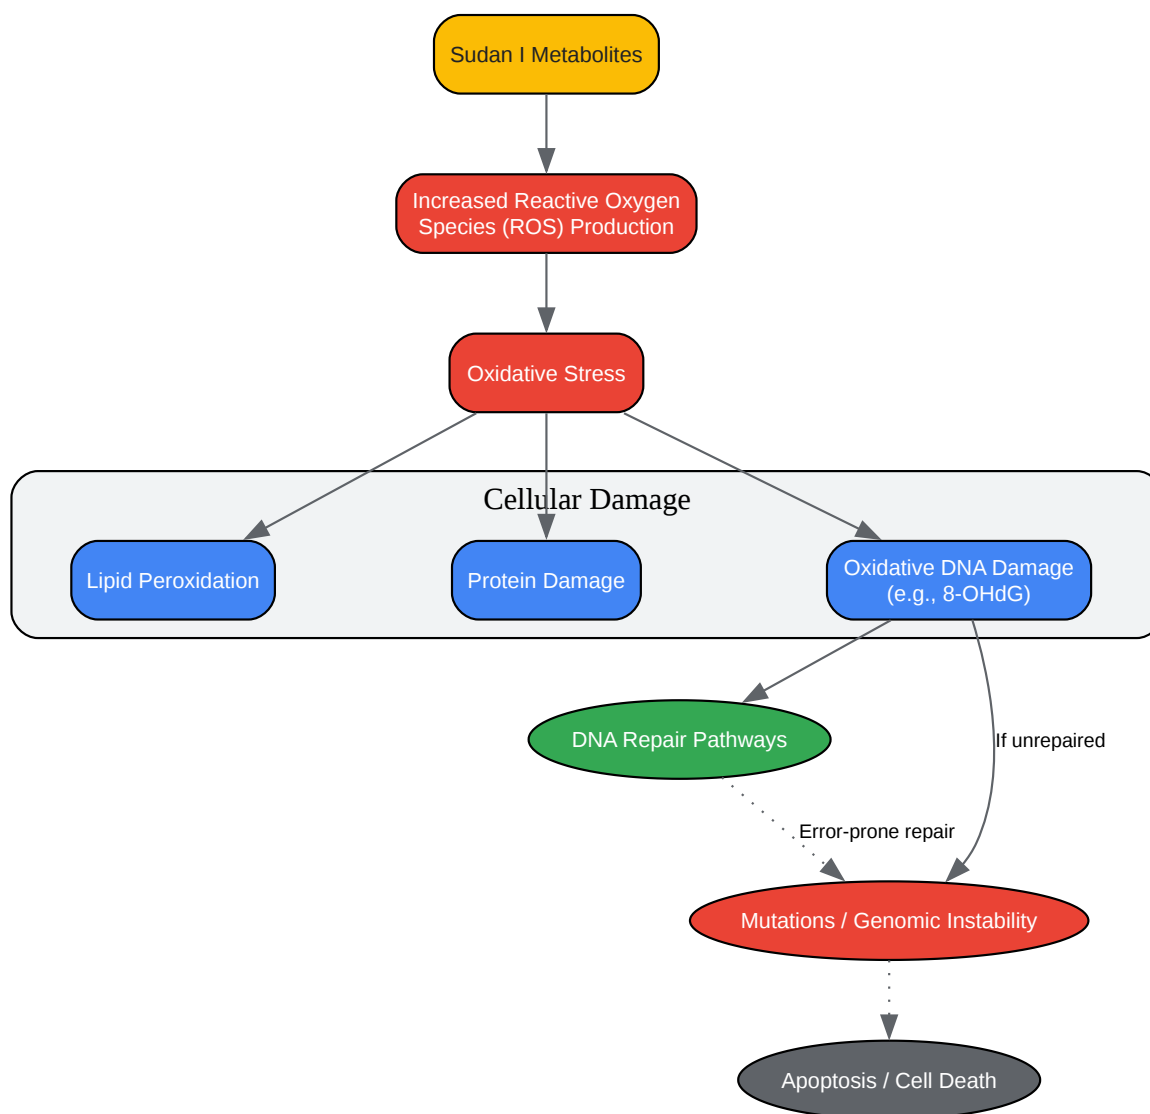 Sudan I Metabolites
Increased Reactive Oxygen
Species (ROS) Production
Oxidative Stress
Cellular Damage
Lipid Peroxidation
Protein Damage
Oxidative DNA Damage
(e.g., 8-OHdG)
DNA Repair Pathways
If unrepaired
Error-prone repair
Mutations / Genomic Instability
Apoptosis / Cell Death